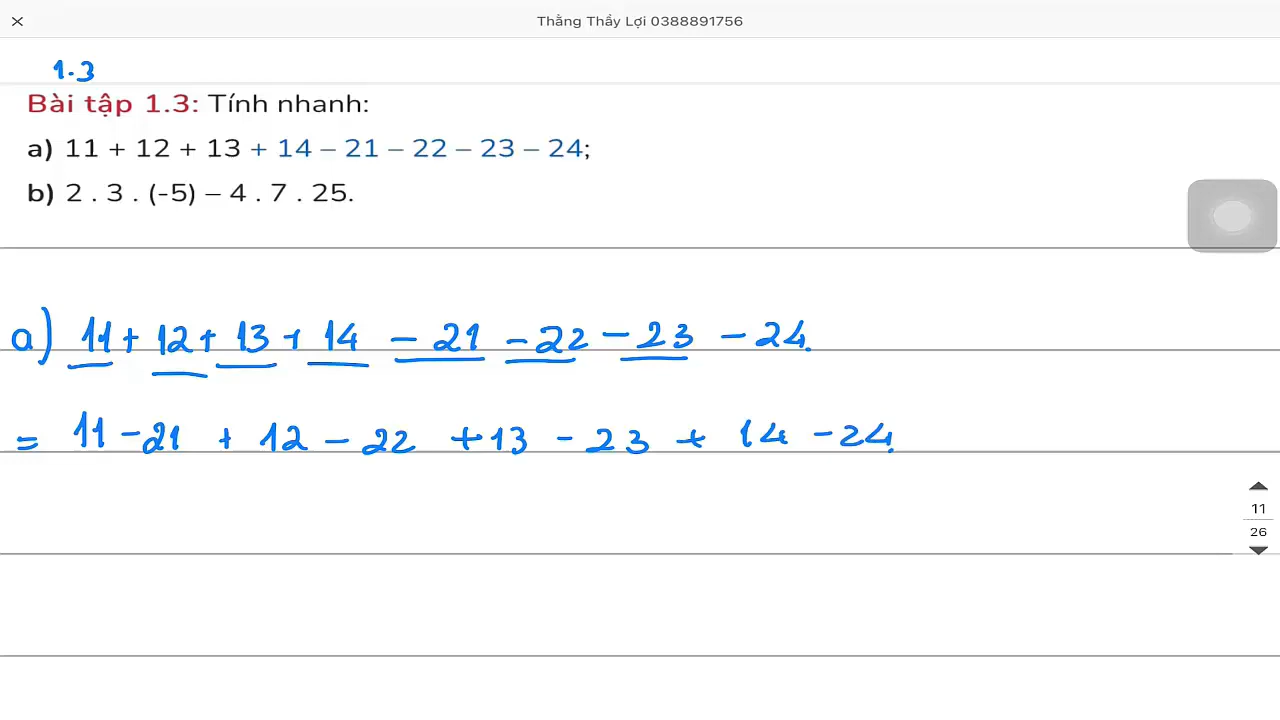 Thằng Thầy Lợi 0388891756
1.3
Bài tập 1.3: Tính nhanh:
a) 11 + 12 + 13 + 14 – 21 – 22 – 23 – 24;
b) 2 . 3 . (-5) – 4 . 7 . 25.
a) 11 + 12 + 13 + 14 - 21 - 22 - 23 - 24.
= 11 - 21 + 12 - 22 + 13 - 23 + 14 - 24.
11
26